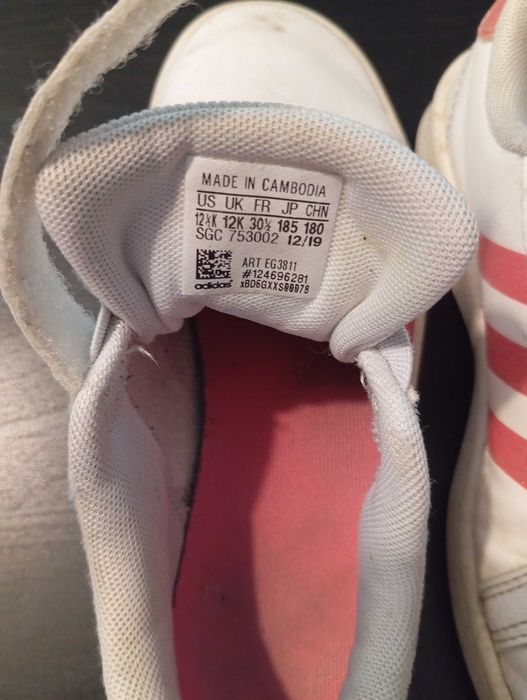 MADE IN CAMBODIA
US UK FR JP CHN
12½K 12K 30½ 185 180
SGC 753002 12/19
ART EG3811
#124696281
adidas xBD6GXXS00078